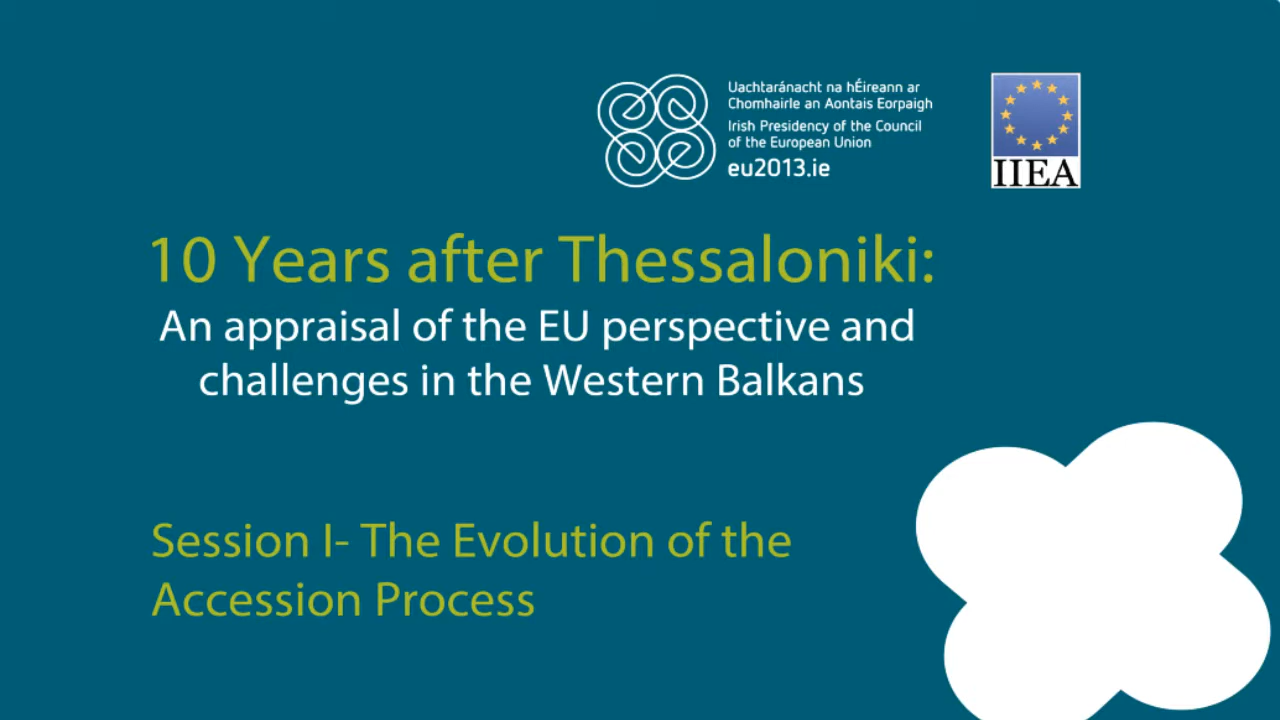 Uachtaránacht na hÉireann ar
Chomhairle an Aontais Eorpaigh
Irish Presidency of the Council
of the European Union
eu2013.ie
IIEA
10 Years after Thessaloniki:
An appraisal of the EU perspective and
challenges in the Western Balkans
Session I- The Evolution of the
Accession Process